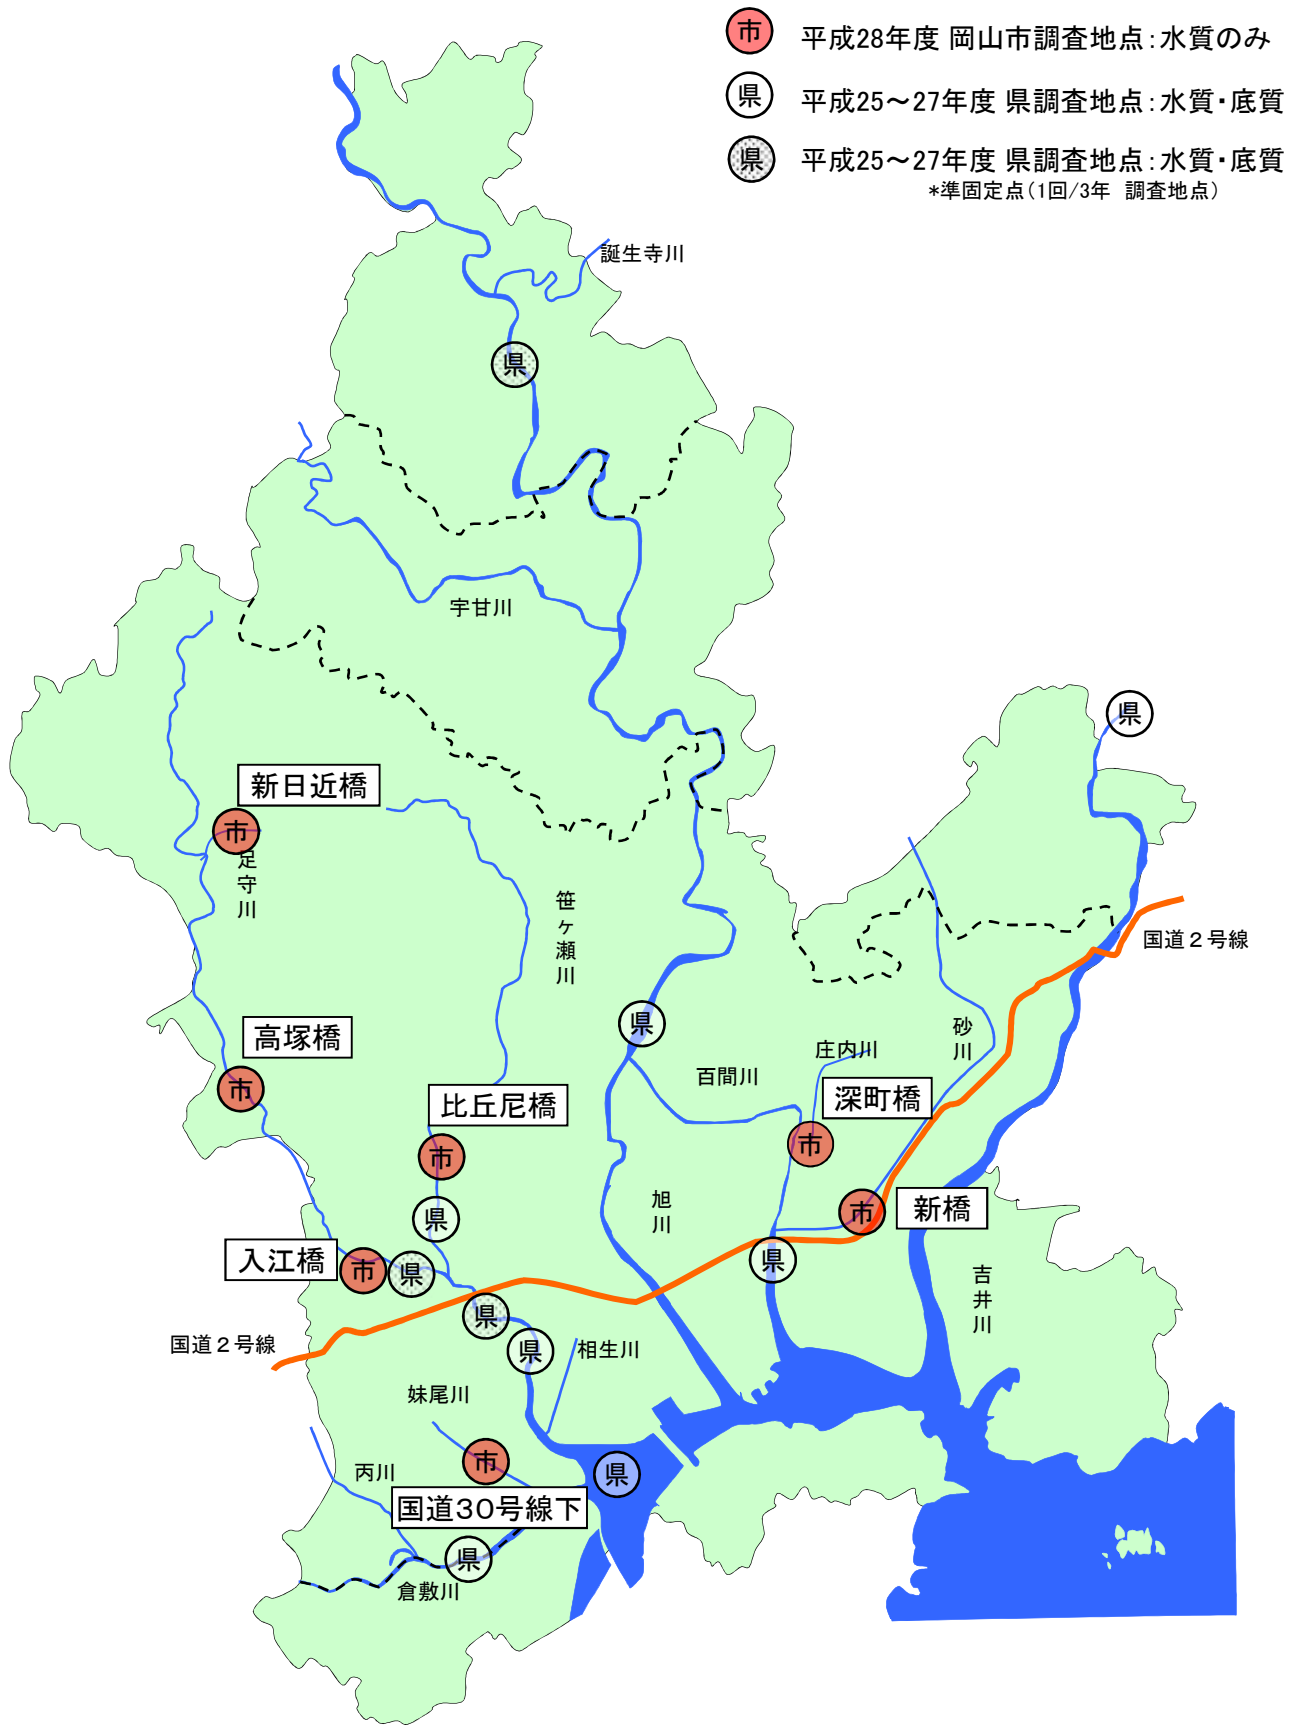 市 平成28年度 岡山市調査地点：水質のみ
県 平成25～27年度 県調査地点：水質・底質
県 平成25～27年度 県調査地点：水質・底質
*準固定点（1回/3年 調査地点）
誕生寺川
県
宇甘川
県
新日近橋
市
足守川
笹ヶ瀬川
国道２号線
高塚橋
県
砂川
庄内川
百間川
市
比丘尼橋
深町橋
市
市
旭川
県
市
新橋
入江橋
市
県
県
吉井川
県
国道２号線
県
相生川
妹尾川
市
丙川
県
国道３０号線下
県
倉敷川